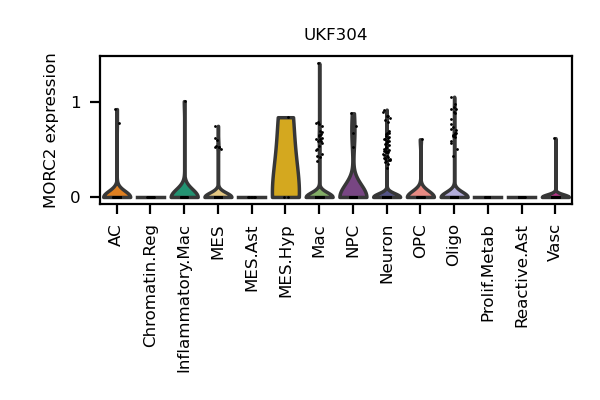 UKF304
MORC2 expression
1
0
AC
Chromatin.Reg
Inflammatory.Mac
MES
MES.Ast
MES.Hyp
Mac
NPC
Neuron
OPC
Oligo
Prolif.Metab
Reactive.Ast
Vasc